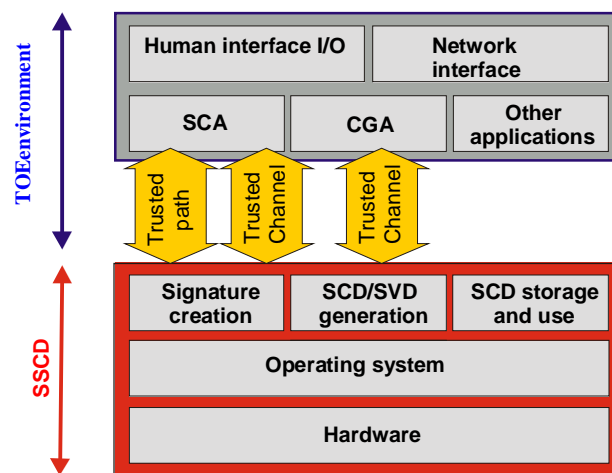 TOEenvironment
Human interface I/O
Network
interface
SCA
CGA
Other
applications
Trusted
path
Trusted
Channel
Trusted
Channel
SSCD
Signature
creation
SCD/SVD
generation
SCD storage
and use
Operating system
Hardware